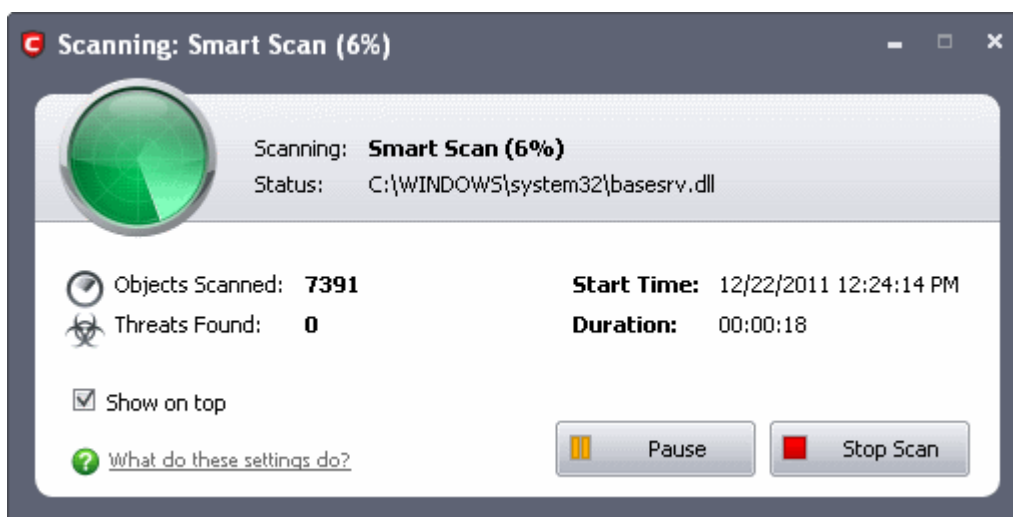 Scanning: Smart Scan (6%)
Scanning: Smart Scan (6%)
Status: C:\WINDOWS\system32\basesrv.dll
Objects Scanned: 7391
Start Time: 12/22/2011 12:24:14 PM
Threats Found: 0
Duration: 00:00:18
Show on top
What do these settings do?
Pause
Stop Scan